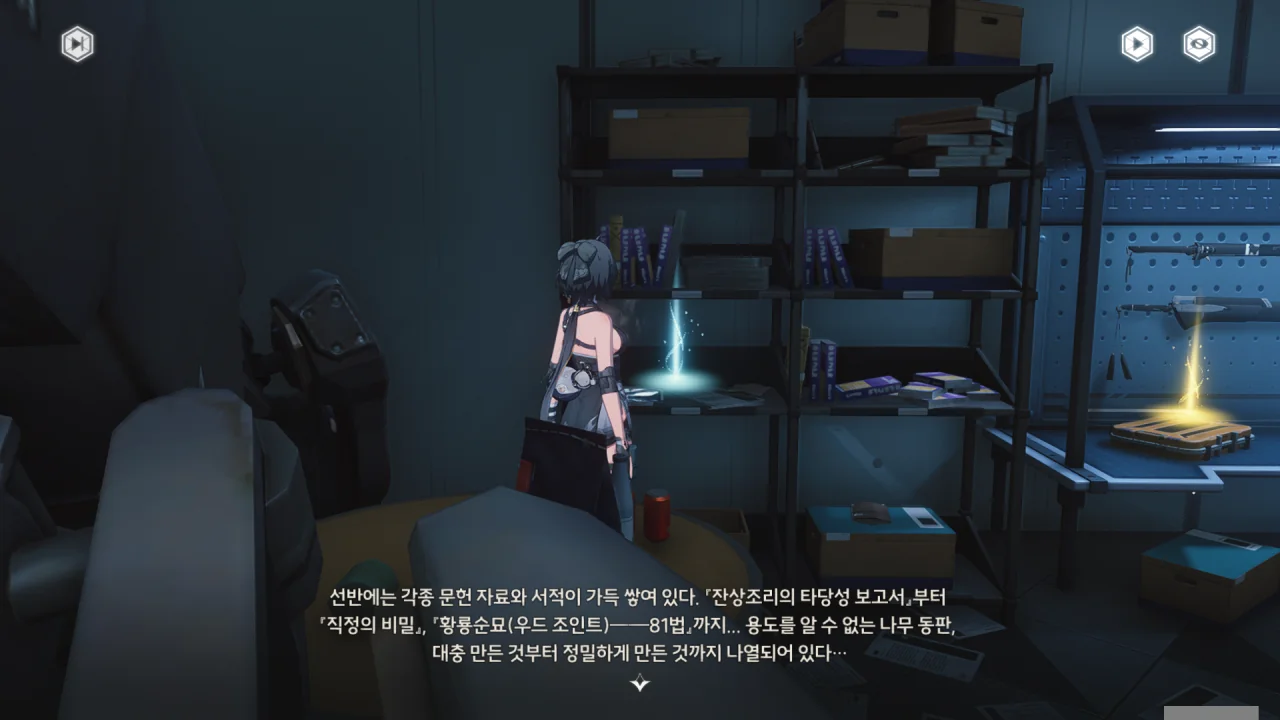 선반에는 각종 문헌 자료와 서적이 가득 쌓여 있다. 『잔상조리의 타당성 보고서』부터
『직정의 비밀』, 『황룡순묘(우드 조인트)——81법』까지... 용도를 알 수 없는 나무 동판,
대충 만든 것부터 정밀하게 만든 것까지 나열되어 있다…